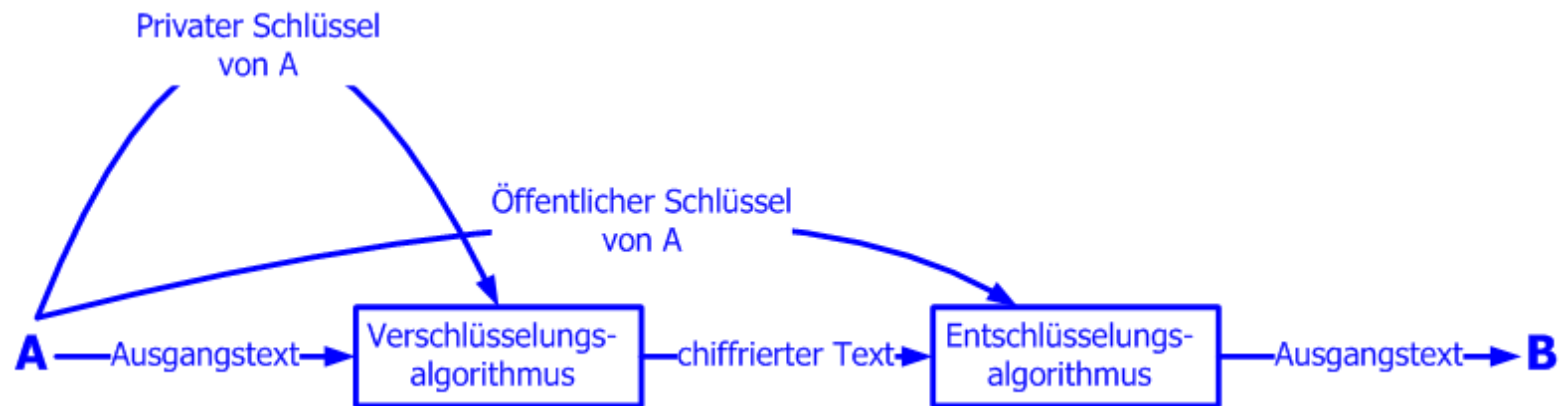 Privater Schlüssel
von A
Öffentlicher Schlüssel
von A
A
Ausgangstext
Verschlüsselungs-
algorithmus
chiffrierter Text
Entschlüsselungs-
algorithmus
Ausgangstext
B